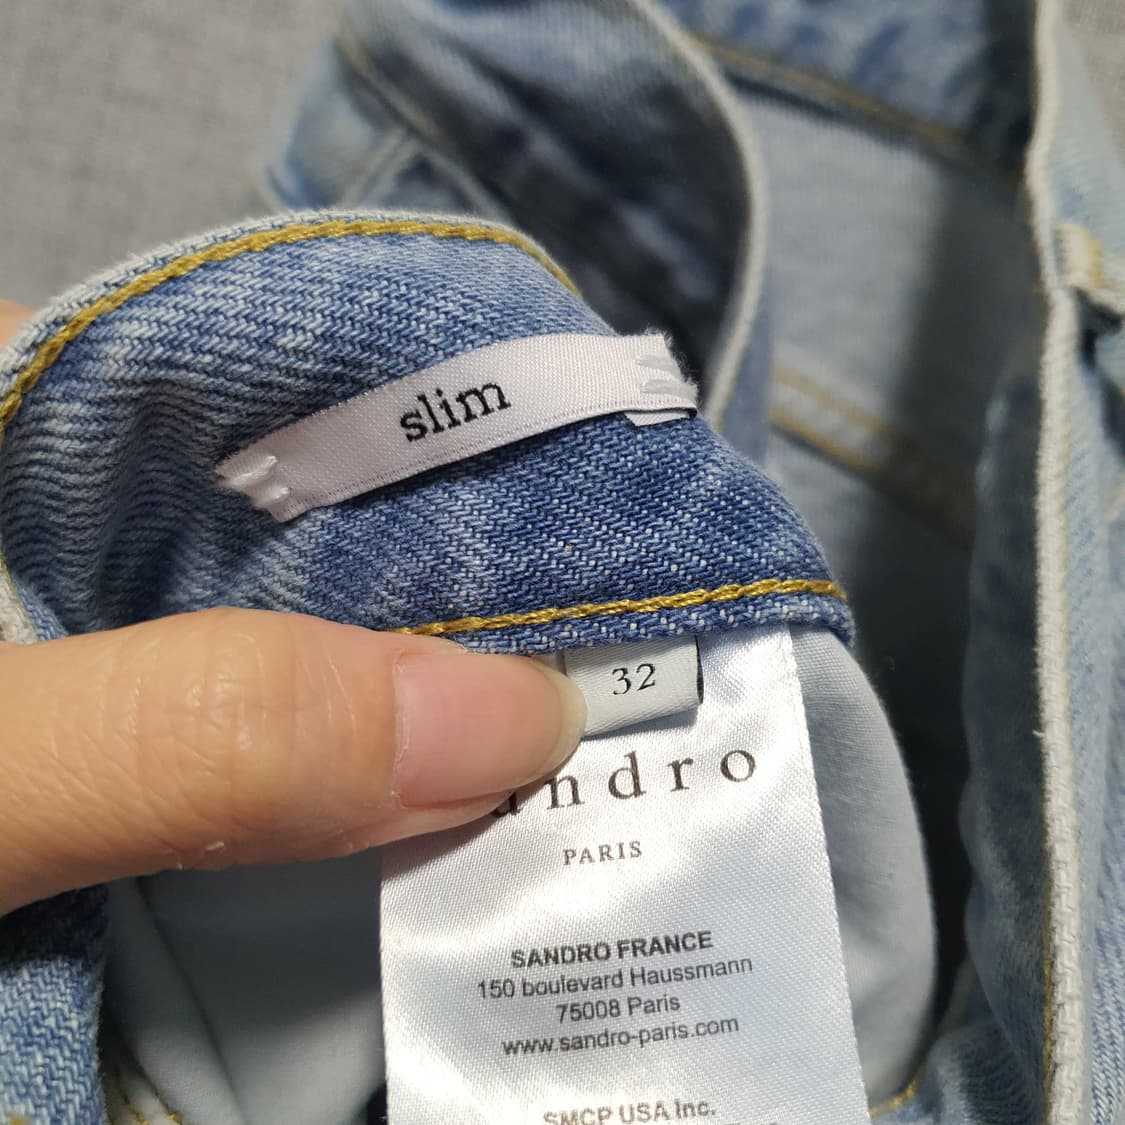 slim
32
andro
PARIS
SANDRO FRANCE
150 boulevard Haussmann
75008 Paris
www.sandro-paris.com
SMCP USA Inc.